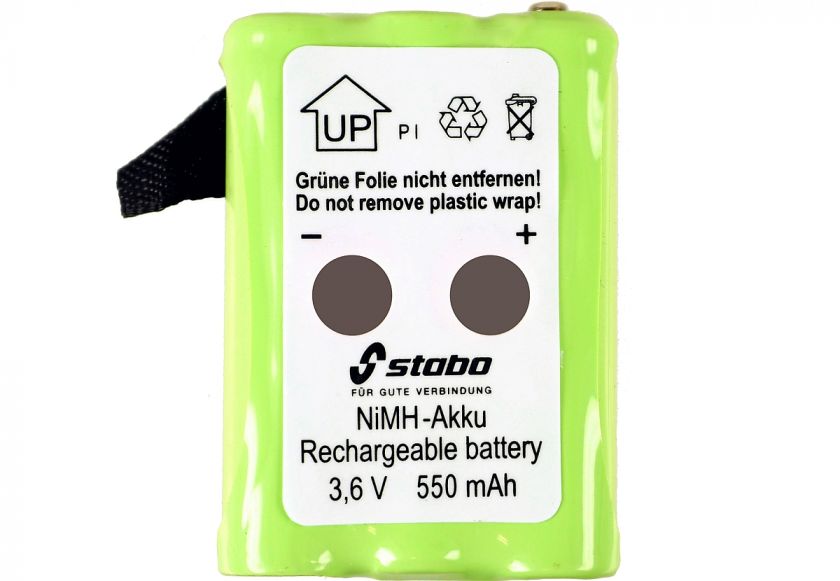 UP PI
Grüne Folie nicht entfernen!
Do not remove plastic wrap!
− +
stabo
FÜR GUTE VERBINDUNG
NiMH-Akku
Rechargeable battery
3,6 V 550 mAh